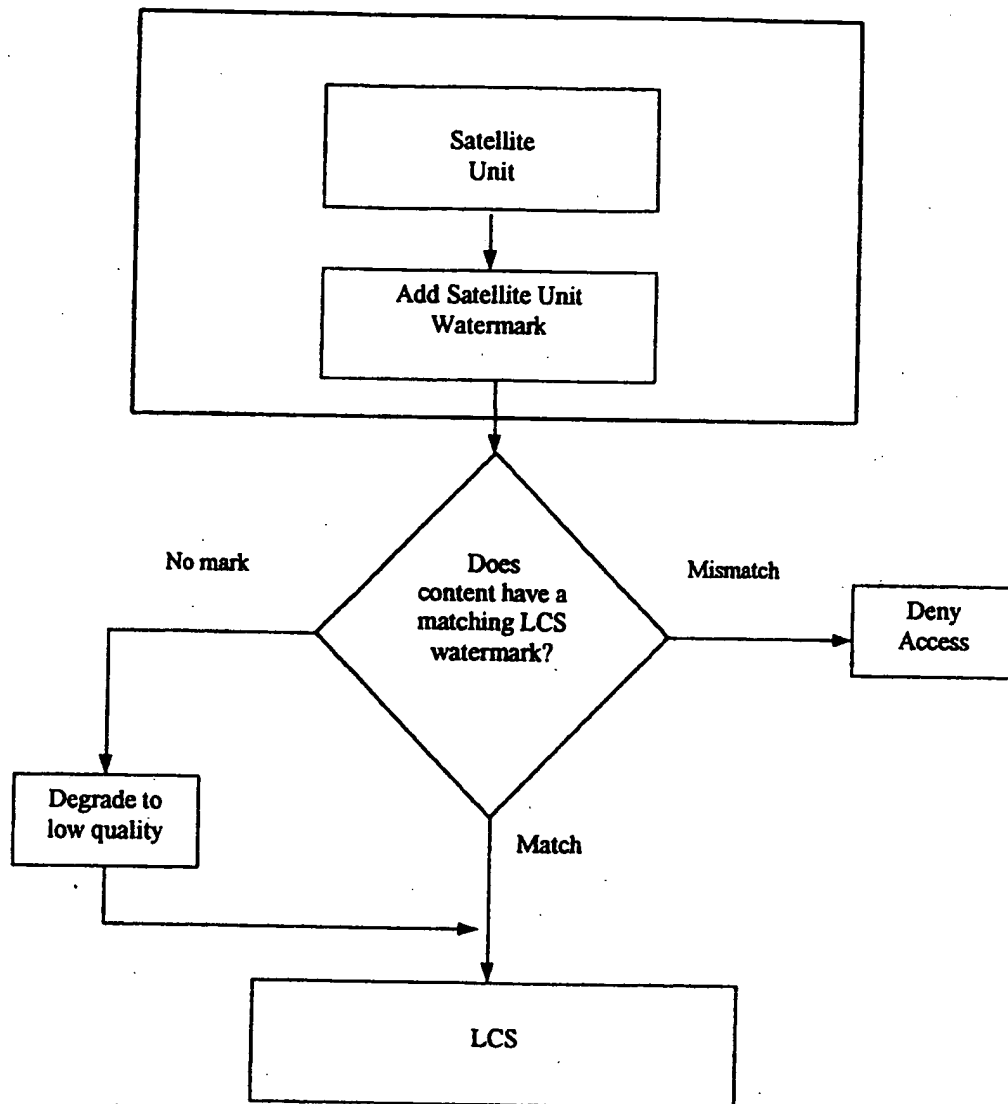 Satellite
Unit
Add Satellite Unit
Watermark
Does
content have a
matching LCS
watermark?
No mark
Mismatch
Deny
Access
Degrade to
low quality
Match
LCS